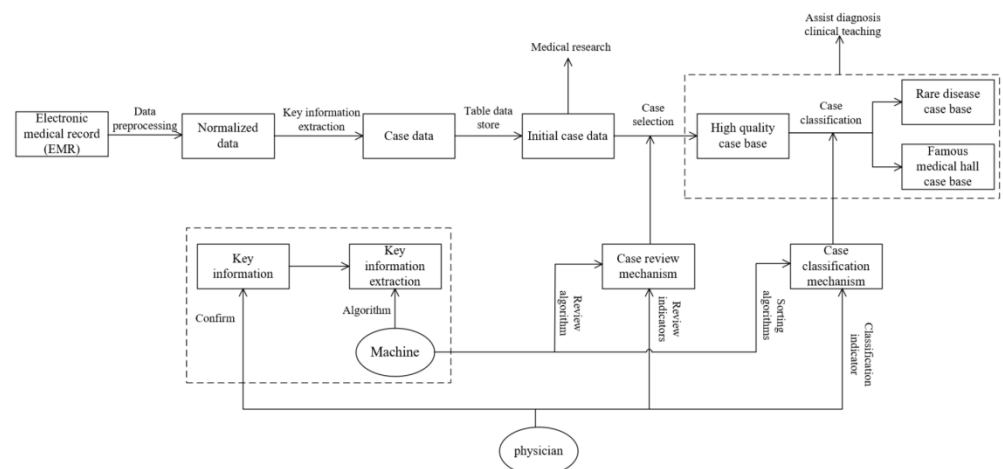 Assist diagnosis
clinical teaching
Medical research
Electronic
medical record
(EMR)
Data
preprocessing
Normalized
data
Key information
extraction
Case data
Table data
store
Initial case data
Case
selection
High quality
case base
Case
classification
Rare disease
case base
Famous
medical hall
case base
Key
information
Key
information
extraction
Case review
mechanism
Case
classification
mechanism
Confirm
Algorithm
Machine
Review
algorithm
Review
indicators
Sorting
algorithms
Classification
indicator
physician